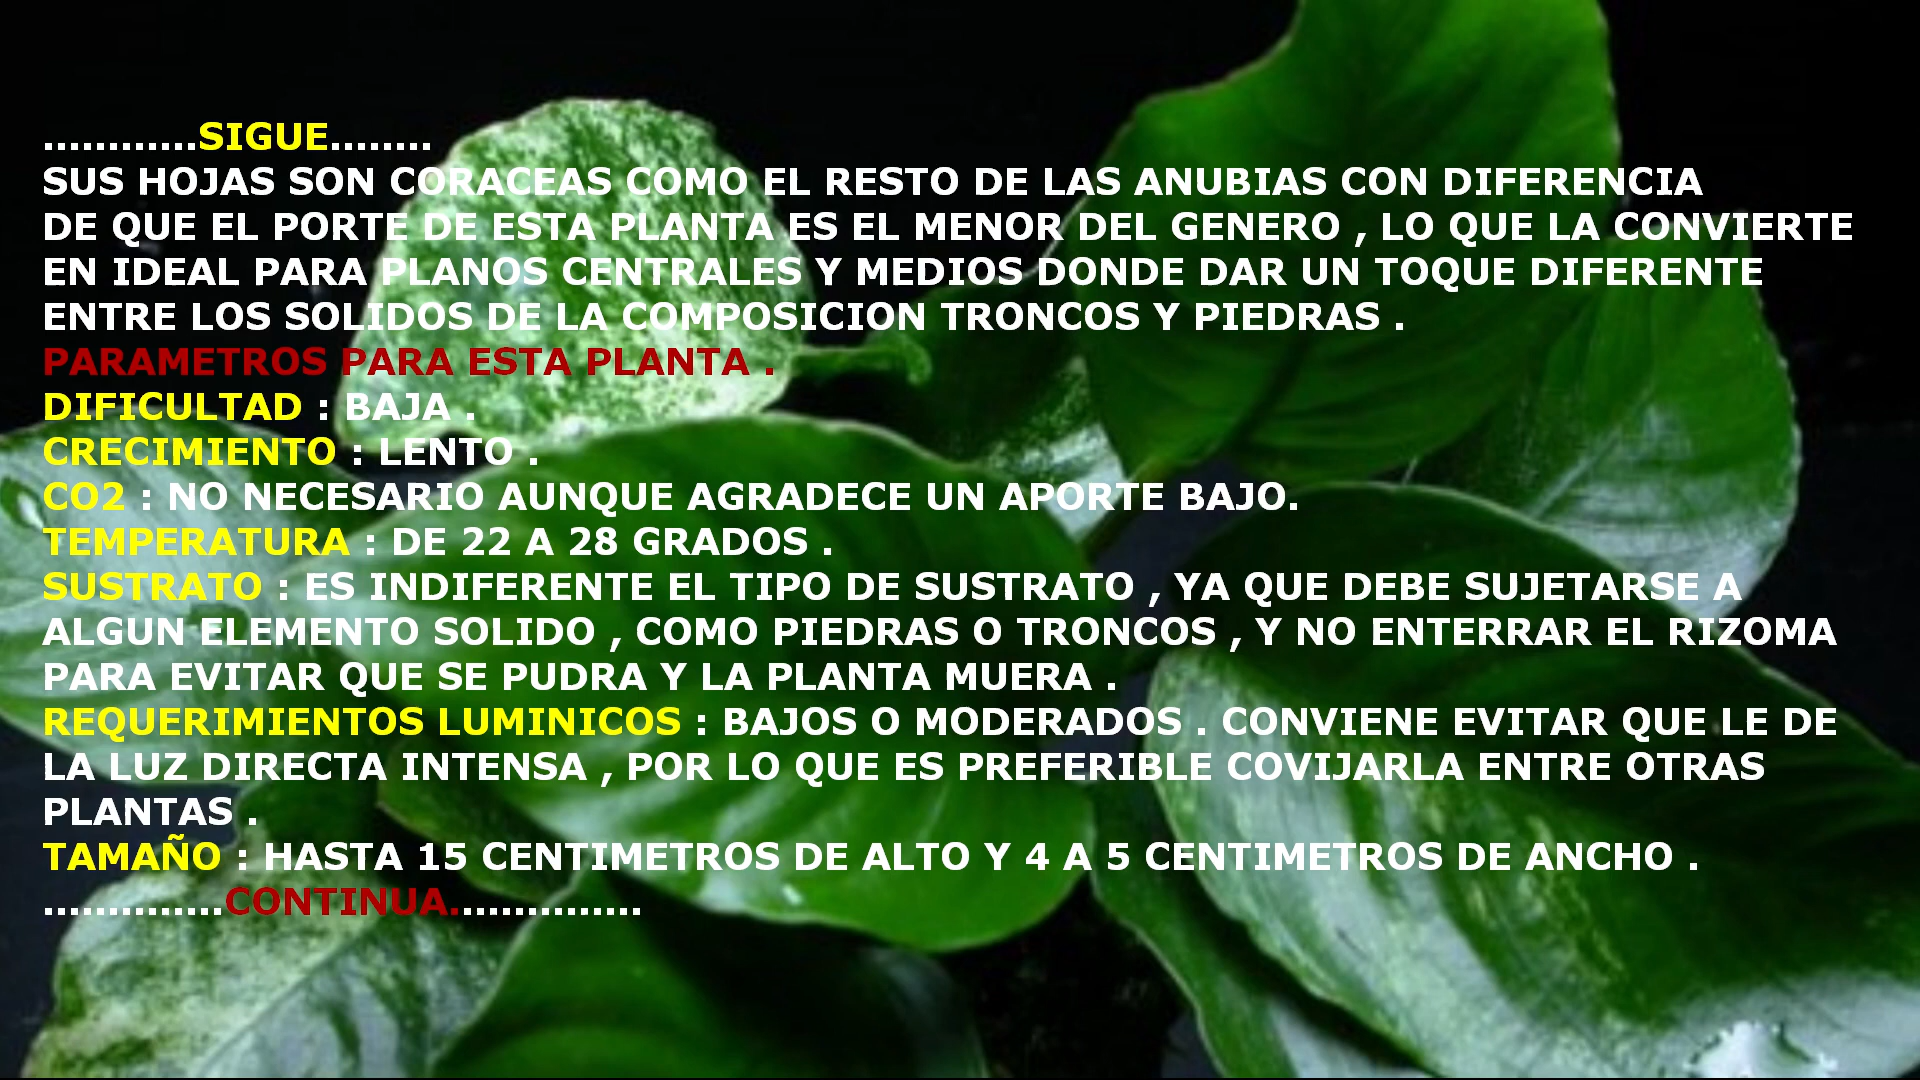 ............SIGUE........
SUS HOJAS SON CORACEAS COMO EL RESTO DE LAS ANUBIAS CON DIFERENCIA
DE QUE EL PORTE DE ESTA PLANTA ES EL MENOR DEL GENERO , LO QUE LA CONVIERTE
EN IDEAL PARA PLANOS CENTRALES Y MEDIOS DONDE DAR UN TOQUE DIFERENTE
ENTRE LOS SOLIDOS DE LA COMPOSICION TRONCOS Y PIEDRAS .
PARAMETROS PARA ESTA PLANTA .
DIFICULTAD : BAJA .
CRECIMIENTO : LENTO .
CO2 : NO NECESARIO AUNQUE AGRADECE UN APORTE BAJO.
TEMPERATURA : DE 22 A 28 GRADOS .
SUSTRATO : ES INDIFERENTE EL TIPO DE SUSTRATO , YA QUE DEBE SUJETARSE A
ALGUN ELEMENTO SOLIDO , COMO PIEDRAS O TRONCOS , Y NO ENTERRAR EL RIZOMA
PARA EVITAR QUE SE PUDRA Y LA PLANTA MUERA .
REQUERIMIENTOS LUMINICOS : BAJOS O MODERADOS . CONVIENE EVITAR QUE LE DE
LA LUZ DIRECTA INTENSA , POR LO QUE ES PREFERIBLE COVIJARLA ENTRE OTRAS
PLANTAS .
TAMAÑO : HASTA 15 CENTIMETROS DE ALTO Y 4 A 5 CENTIMETROS DE ANCHO .
..............CONTINUA...............